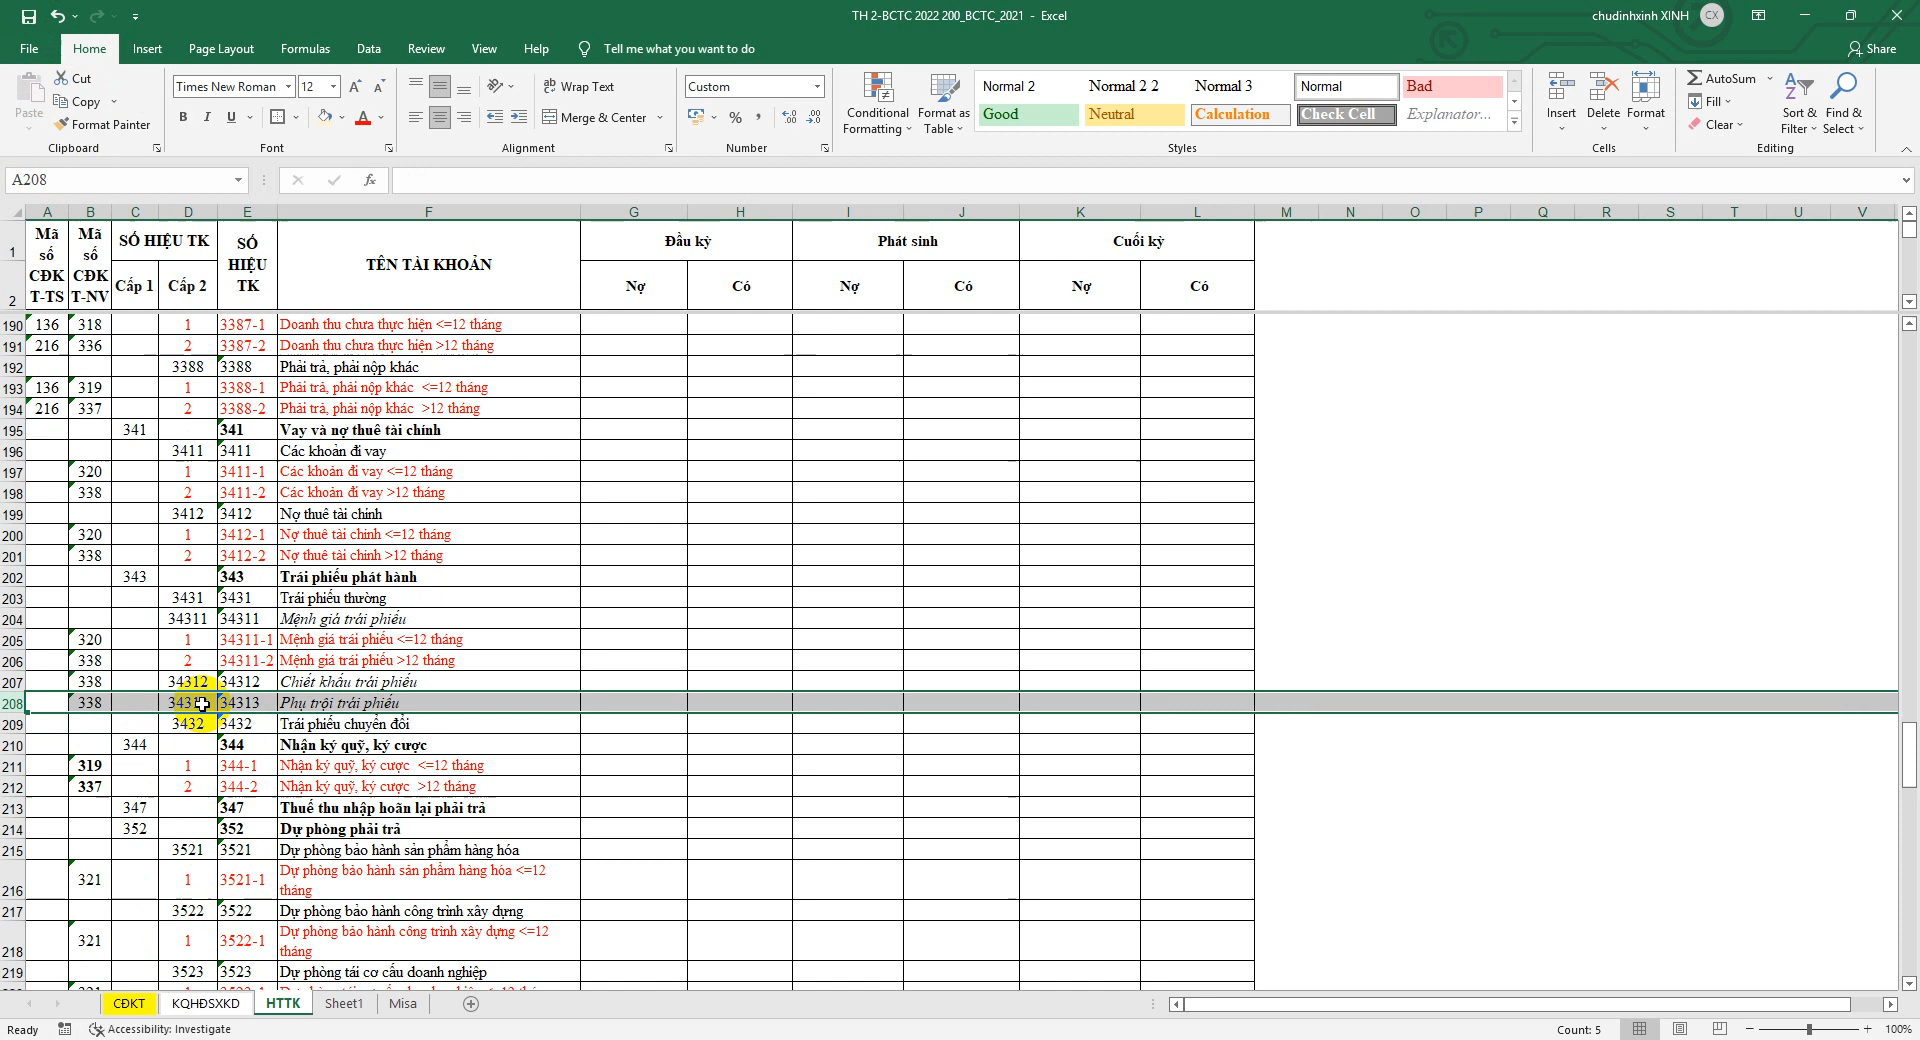 TH 2-BCTC 2022 200_BCTC_2021 - Excel
chudinhxinh XINH CX
File Home Insert Page Layout Formulas Data Review View Help Tell me what you want to do Share
Paste Cut Copy Format Painter Clipboard
Times New Roman 12 B I U A Font
Wrap Text Merge & Center Alignment
Custom % Number
Conditional Formatting Format as Table
Normal 2 Normal 2 2 Normal 3 Normal Bad
Good Neutral Calculation Check Cell Explanator...
Styles
Insert Delete Format Cells
AutoSum Fill Clear Sort & Filter Find & Select Editing
A208 fx
A B C D E F G H I J K L M N O P Q R S T U V
1 Mã số CĐK T-TS Mã số CĐK T-NV SỐ HIỆU TK SỐ HIỆU TK TÊN TÀI KHOẢN Đầu kỳ Phát sinh Cuối kỳ
2 Cấp 1 Cấp 2 Nợ Có Nợ Có Nợ Có
190 136 318 1 3387-1 Doanh thu chưa thực hiện <=12 tháng
191 216 336 2 3387-2 Doanh thu chưa thực hiện >12 tháng
192 3388 3388 Phải trả, phải nộp khác
193 136 319 1 3388-1 Phải trả, phải nộp khác <=12 tháng
194 216 337 2 3388-2 Phải trả, phải nộp khác >12 tháng
195 341 341 Vay và nợ thuê tài chính
196 3411 3411 Các khoản đi vay
197 320 1 3411-1 Các khoản đi vay <=12 tháng
198 338 2 3411-2 Các khoản đi vay >12 tháng
199 3412 3412 Nợ thuê tài chính
200 320 1 3412-1 Nợ thuê tài chính <=12 tháng
201 338 2 3412-2 Nợ thuê tài chính >12 tháng
202 343 343 Trái phiếu phát hành
203 3431 3431 Trái phiếu thường
204 34311 34311 Mệnh giá trái phiếu
205 320 1 34311-1 Mệnh giá trái phiếu <=12 tháng
206 338 2 34311-2 Mệnh giá trái phiếu >12 tháng
207 338 34312 34312 Chiết khấu trái phiếu
208 338 34313 34313 Phụ trội trái phiếu
209 3432 3432 Trái phiếu chuyển đổi
210 344 344 Nhận ký quỹ, ký cược
211 319 1 344-1 Nhận ký quỹ, ký cược <=12 tháng
212 337 2 344-2 Nhận ký quỹ, ký cược >12 tháng
213 347 347 Thuế thu nhập hoãn lại phải trả
214 352 352 Dự phòng phải trả
215 3521 3521 Dự phòng bảo hành sản phẩm hàng hóa
216 321 1 3521-1 Dự phòng bảo hành sản phẩm hàng hóa <=12 tháng
217 3522 3522 Dự phòng bảo hành công trình xây dựng
218 321 1 3522-1 Dự phòng bảo hành công trình xây dựng <=12 tháng
219 3523 3523 Dự phòng tái cơ cấu doanh nghiệp
CĐKT KQHĐSXKD HTTK Sheet1 Misa
Ready Accessibility: Investigate Count: 5 100%